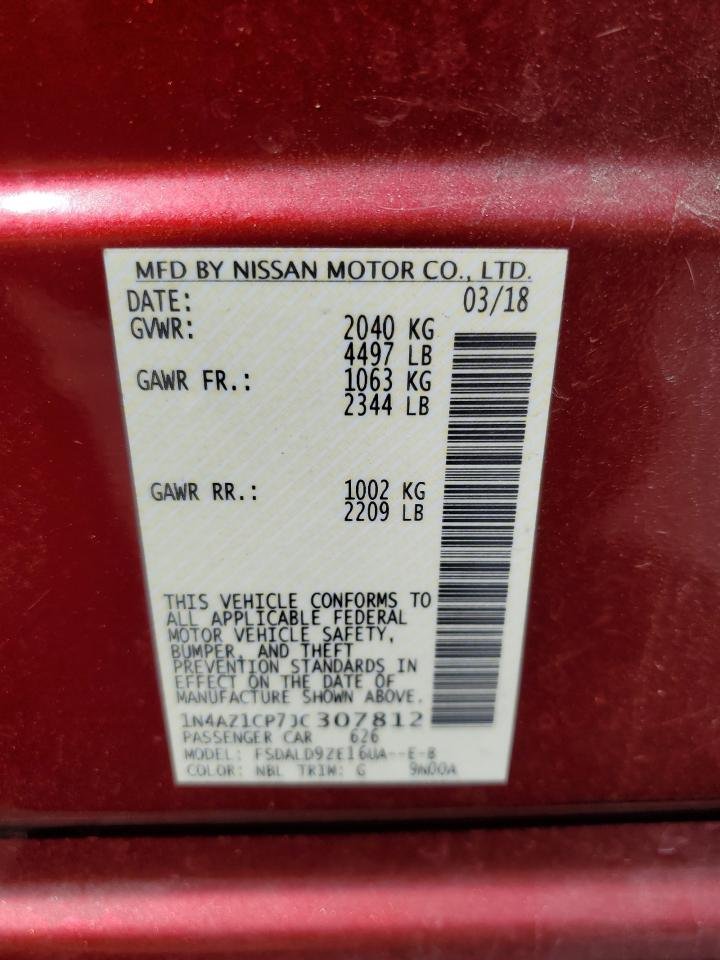 MFD BY NISSAN MOTOR CO., LTD.
DATE: 03/18
GVWR: 2040 KG
4497 LB
GAWR FR.: 1063 KG
2344 LB
GAWR RR.: 1002 KG
2209 LB
THIS VEHICLE CONFORMS TO
ALL APPLICABLE FEDERAL
MOTOR VEHICLE SAFETY,
BUMPER, AND THEFT
PREVENTION STANDARDS IN
EFFECT ON THE DATE OF
MANUFACTURE SHOWN ABOVE.
1N4AZ1CP7JC307812
PASSENGER CAR 626
MODEL: FSDALD9ZE16UA--E-B
COLOR: NBL TRIM: G